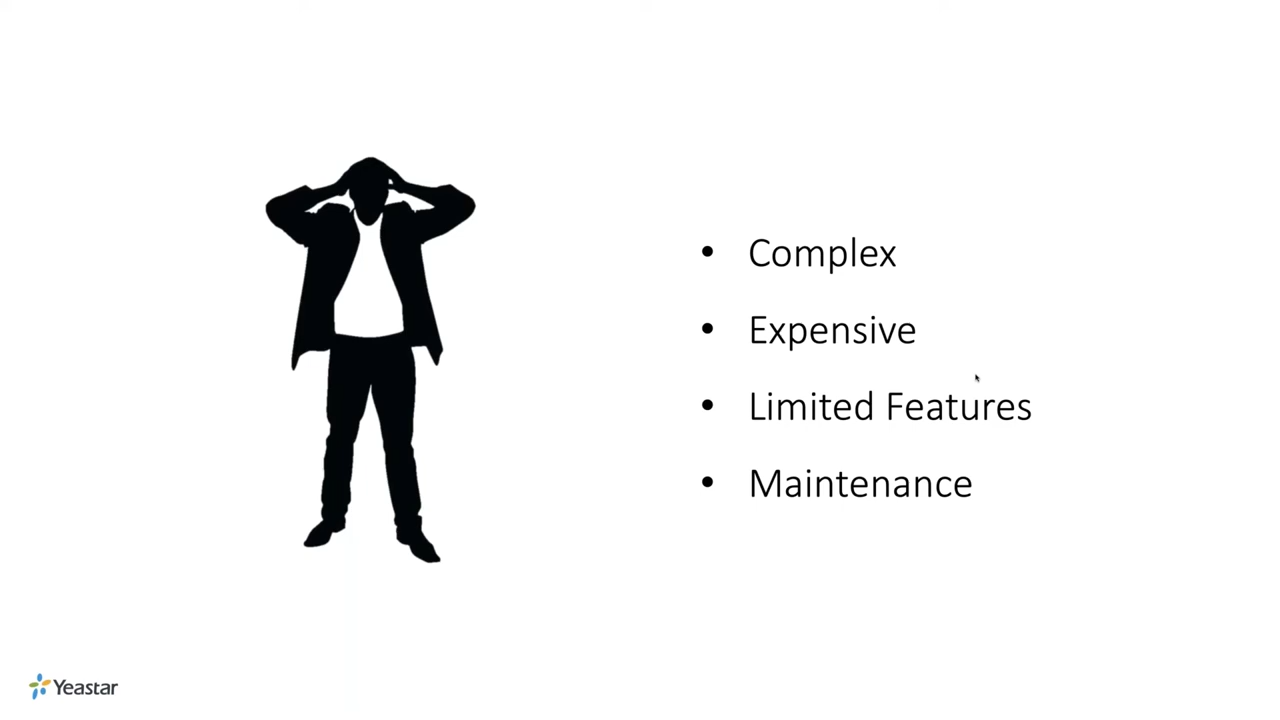 • Complex
• Expensive
• Limited Features
• Maintenance
Yeastar